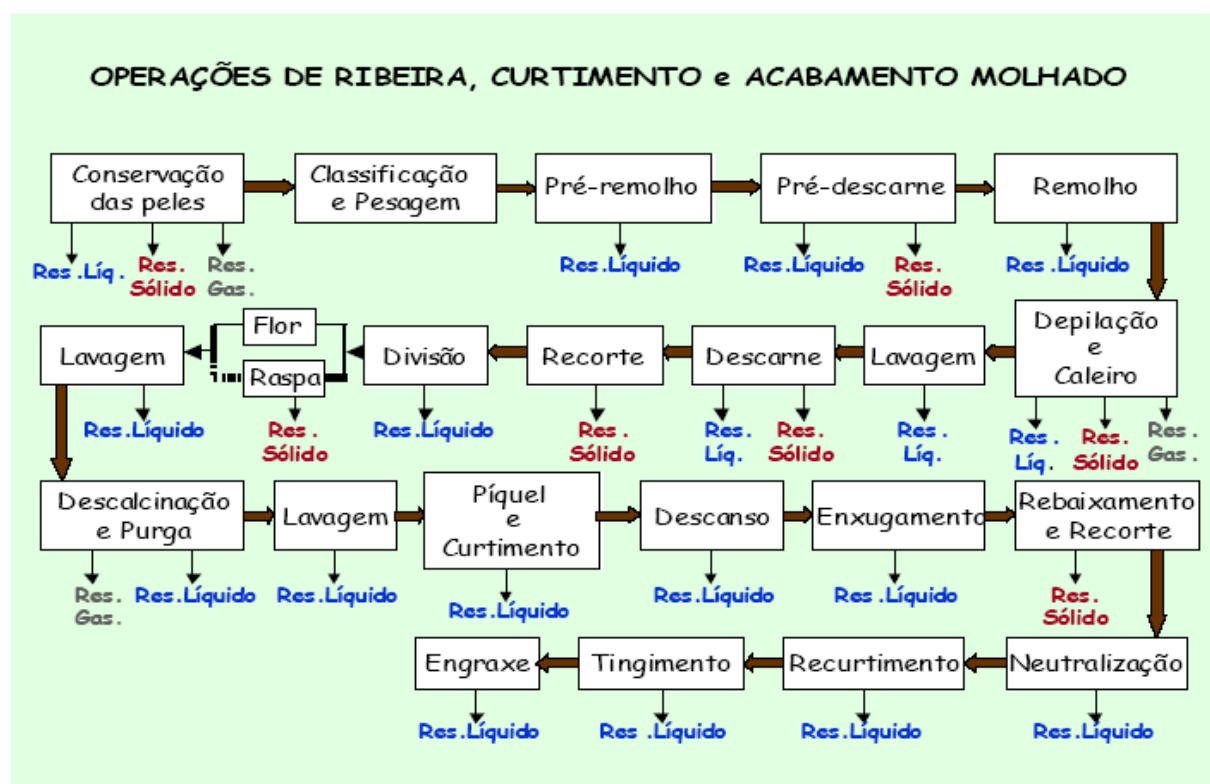 OPERAÇÕES DE RIBEIRA, CURTIMENTO e ACABAMENTO MOLHADO
Conservação
das peles
Classificação
e Pesagem
Pré-remolho
Pré-descarne
Remolho
Res.Líq.
Res.
Sólido
Res.
Gas.
Res.Líquido
Res.Líquido
Res.
Sólido
Res.Líquido
Depilação
e
Caleiro
Lavagem
Descarne
Recorte
Divisão
Flor
Raspa
Lavagem
Res.
Líq.
Res.
Sólido
Res.
Gas.
Res.
Líq.
Res.
Líq.
Res.
Sólido
Res.
Sólido
Res.Líquido
Res.
Sólido
Res.Líquido
Descalcinação
e Purga
Lavagem
Píquel
e
Curtimento
Descanso
Enxugamento
Rebaixamento
e Recorte
Res.
Gas.
Res.Líquido
Res.Líquido
Res.Líquido
Res.Líquido
Res.Líquido
Res.
Sólido
Neutralização
Recurtimento
Tingimento
Engraxe
Res.Líquido
Res.Líquido
Res .Líquido
Res.Líquido